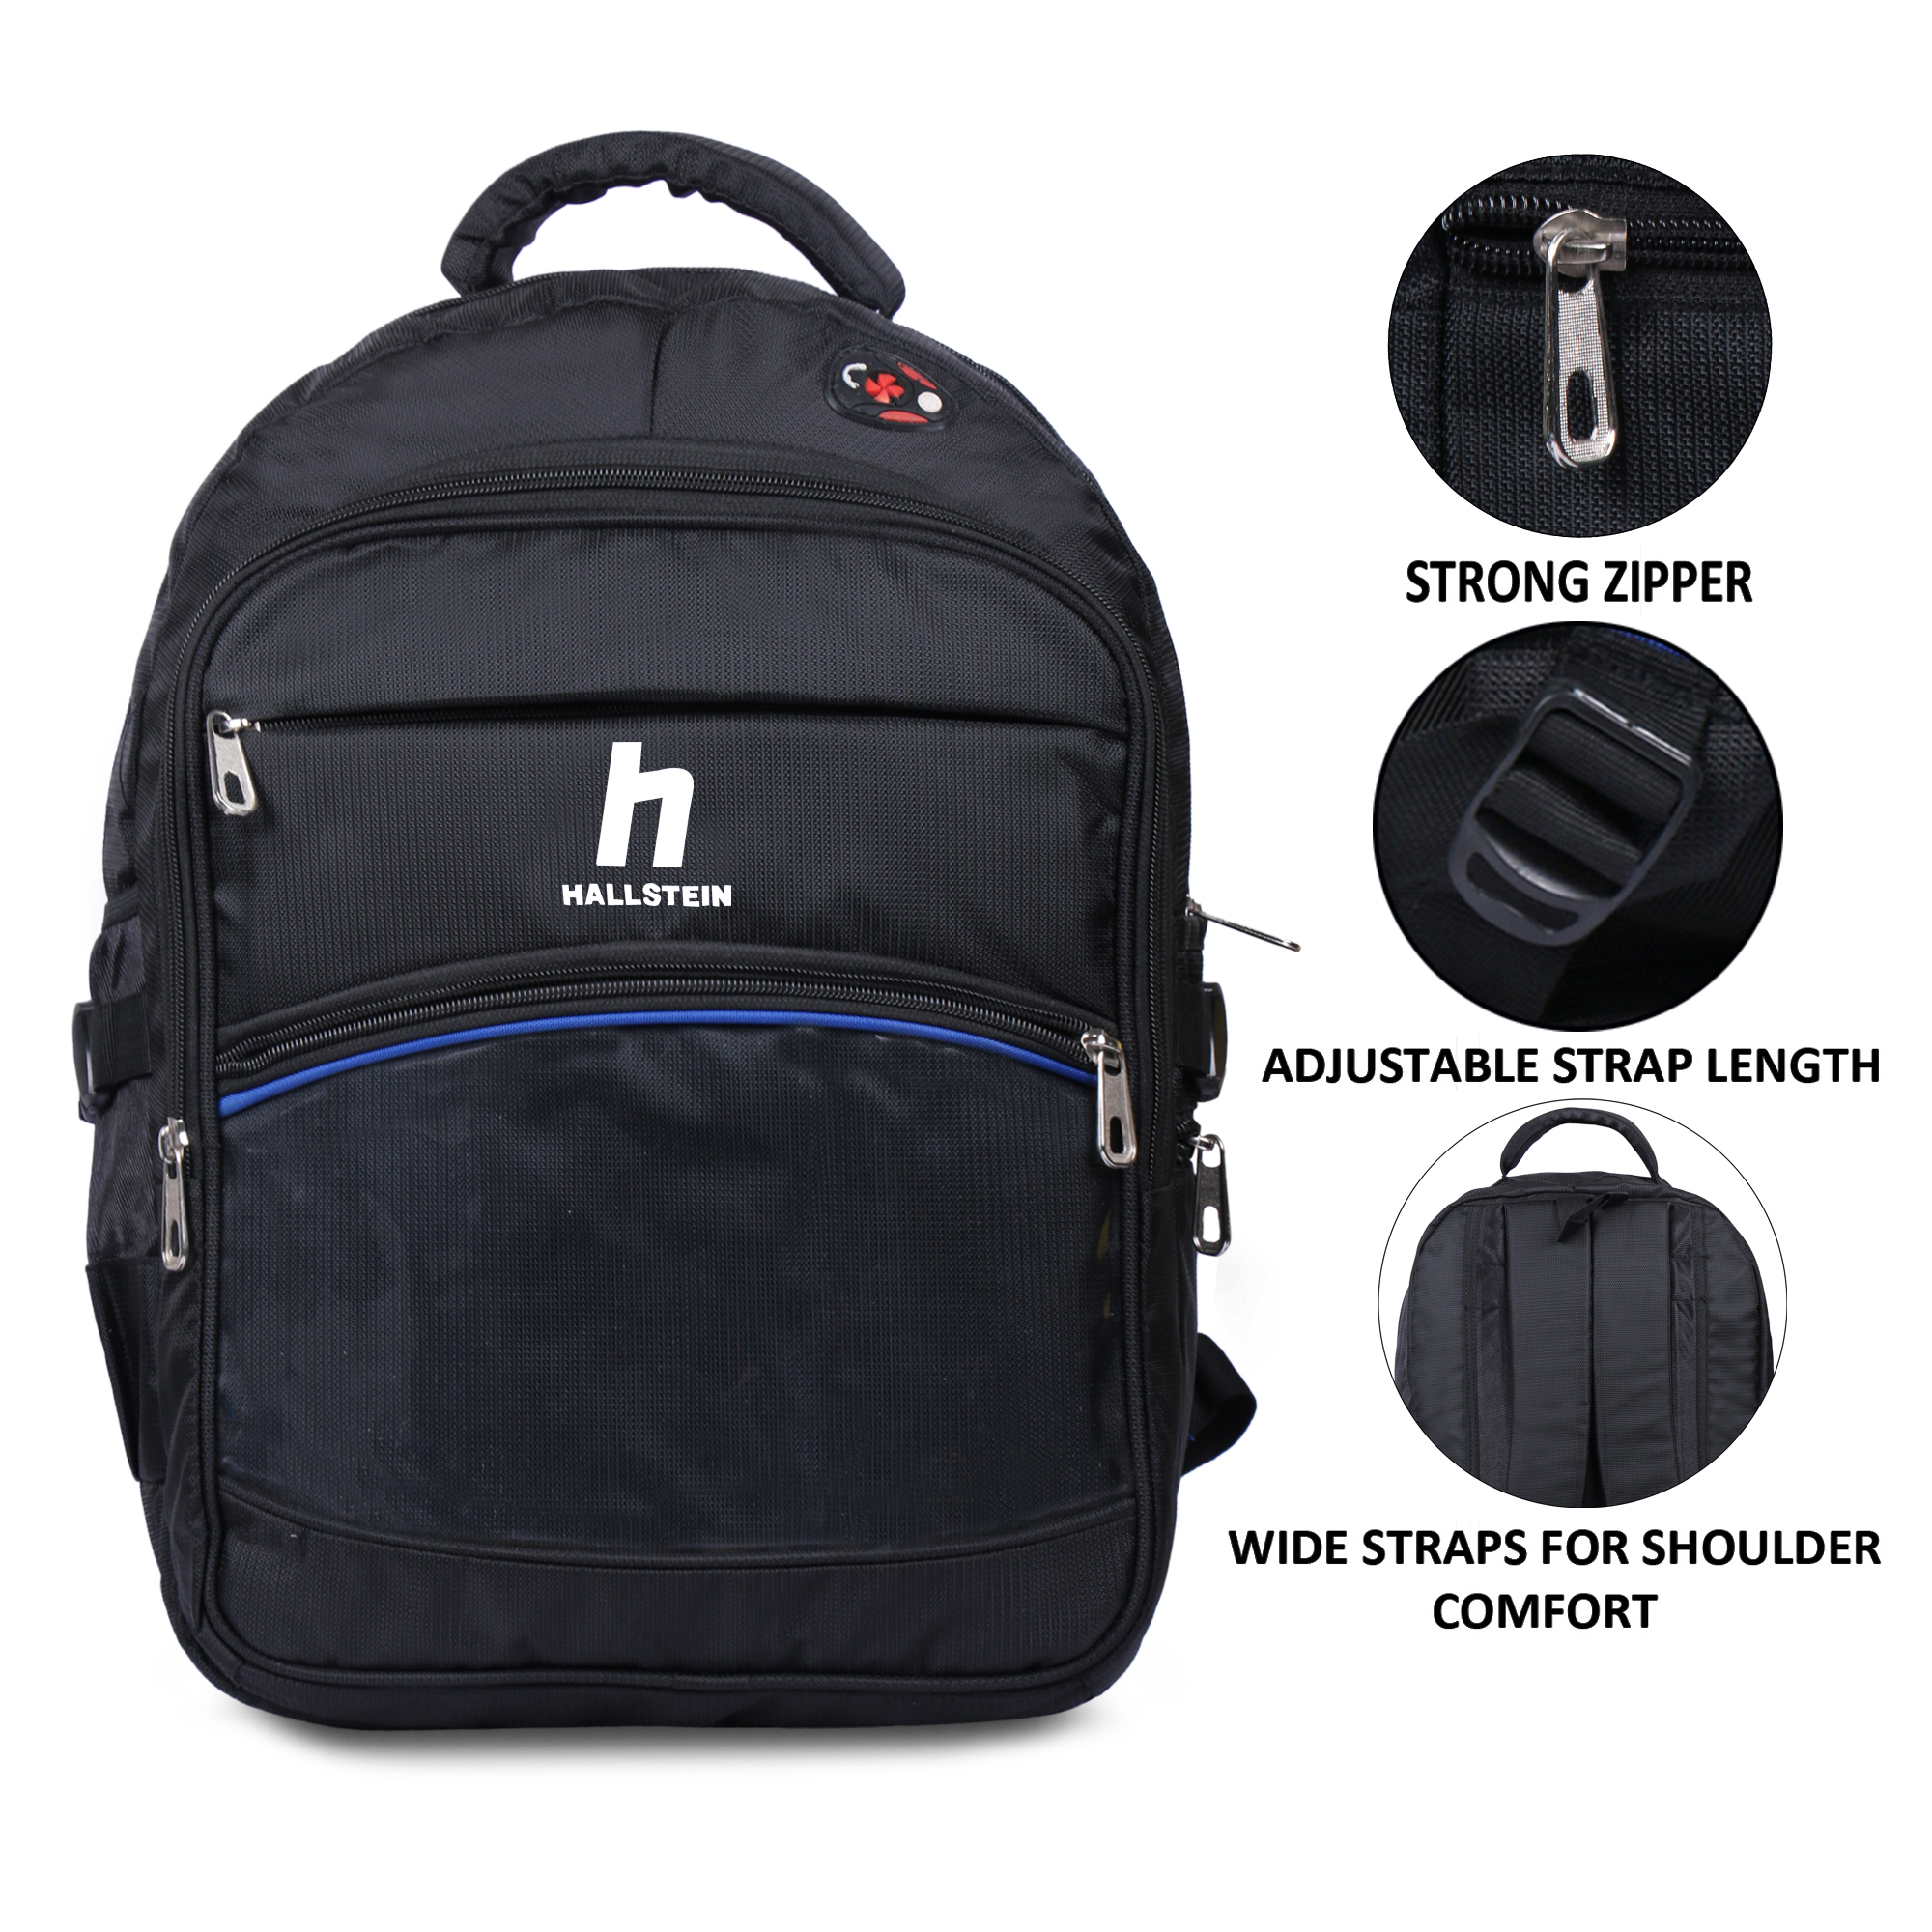 h
HALLSTEIN
STRONG ZIPPER
ADJUSTABLE STRAP LENGTH
WIDE STRAPS FOR SHOULDER
COMFORT